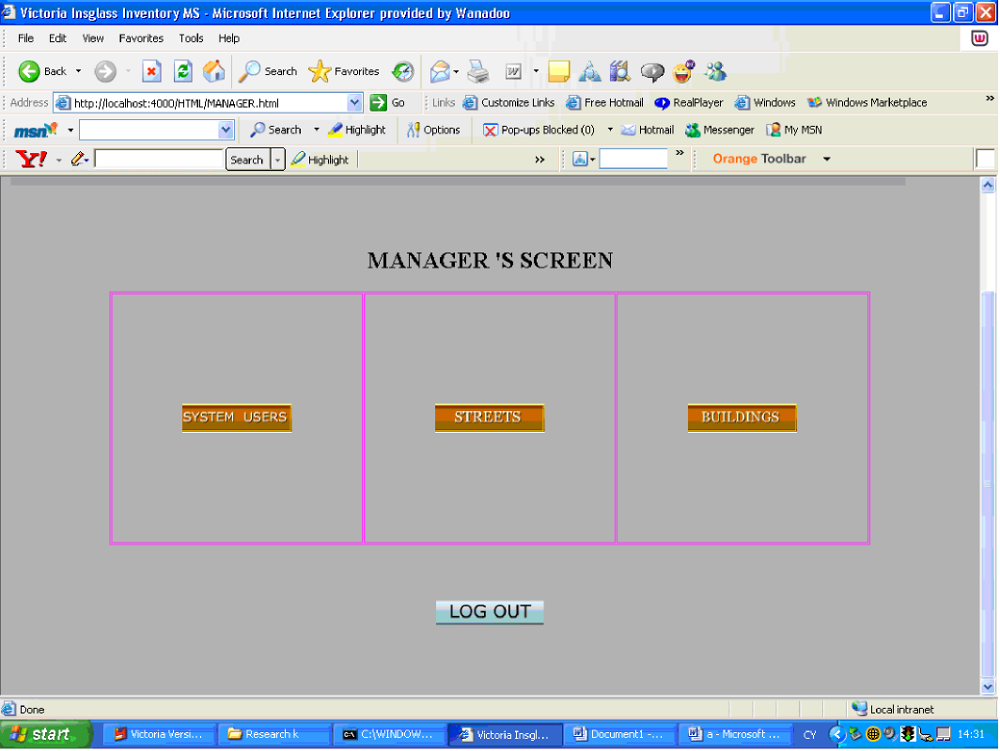 Victoria Insglass Inventory MS - Microsoft Internet Explorer provided by Wanadoo
File Edit View Favorites Tools Help
Back Search Favorites
Address http://localhost:4000/HTML/MANAGER.html Go Links Customize Links Free Hotmail RealPlayer Windows Windows Marketplace »
msn Search Highlight Options Pop-ups Blocked (0) Hotmail Messenger My MSN
Y! Search Highlight » » Orange Toolbar
MANAGER 'S SCREEN
SYSTEM USERS STREETS BUILDINGS
LOG OUT
Done Local intranet
start Victoria Versi... Research k C:\WINDOW... Victoria Insgl... Document1 -... a - Microsoft ... CY 14:31